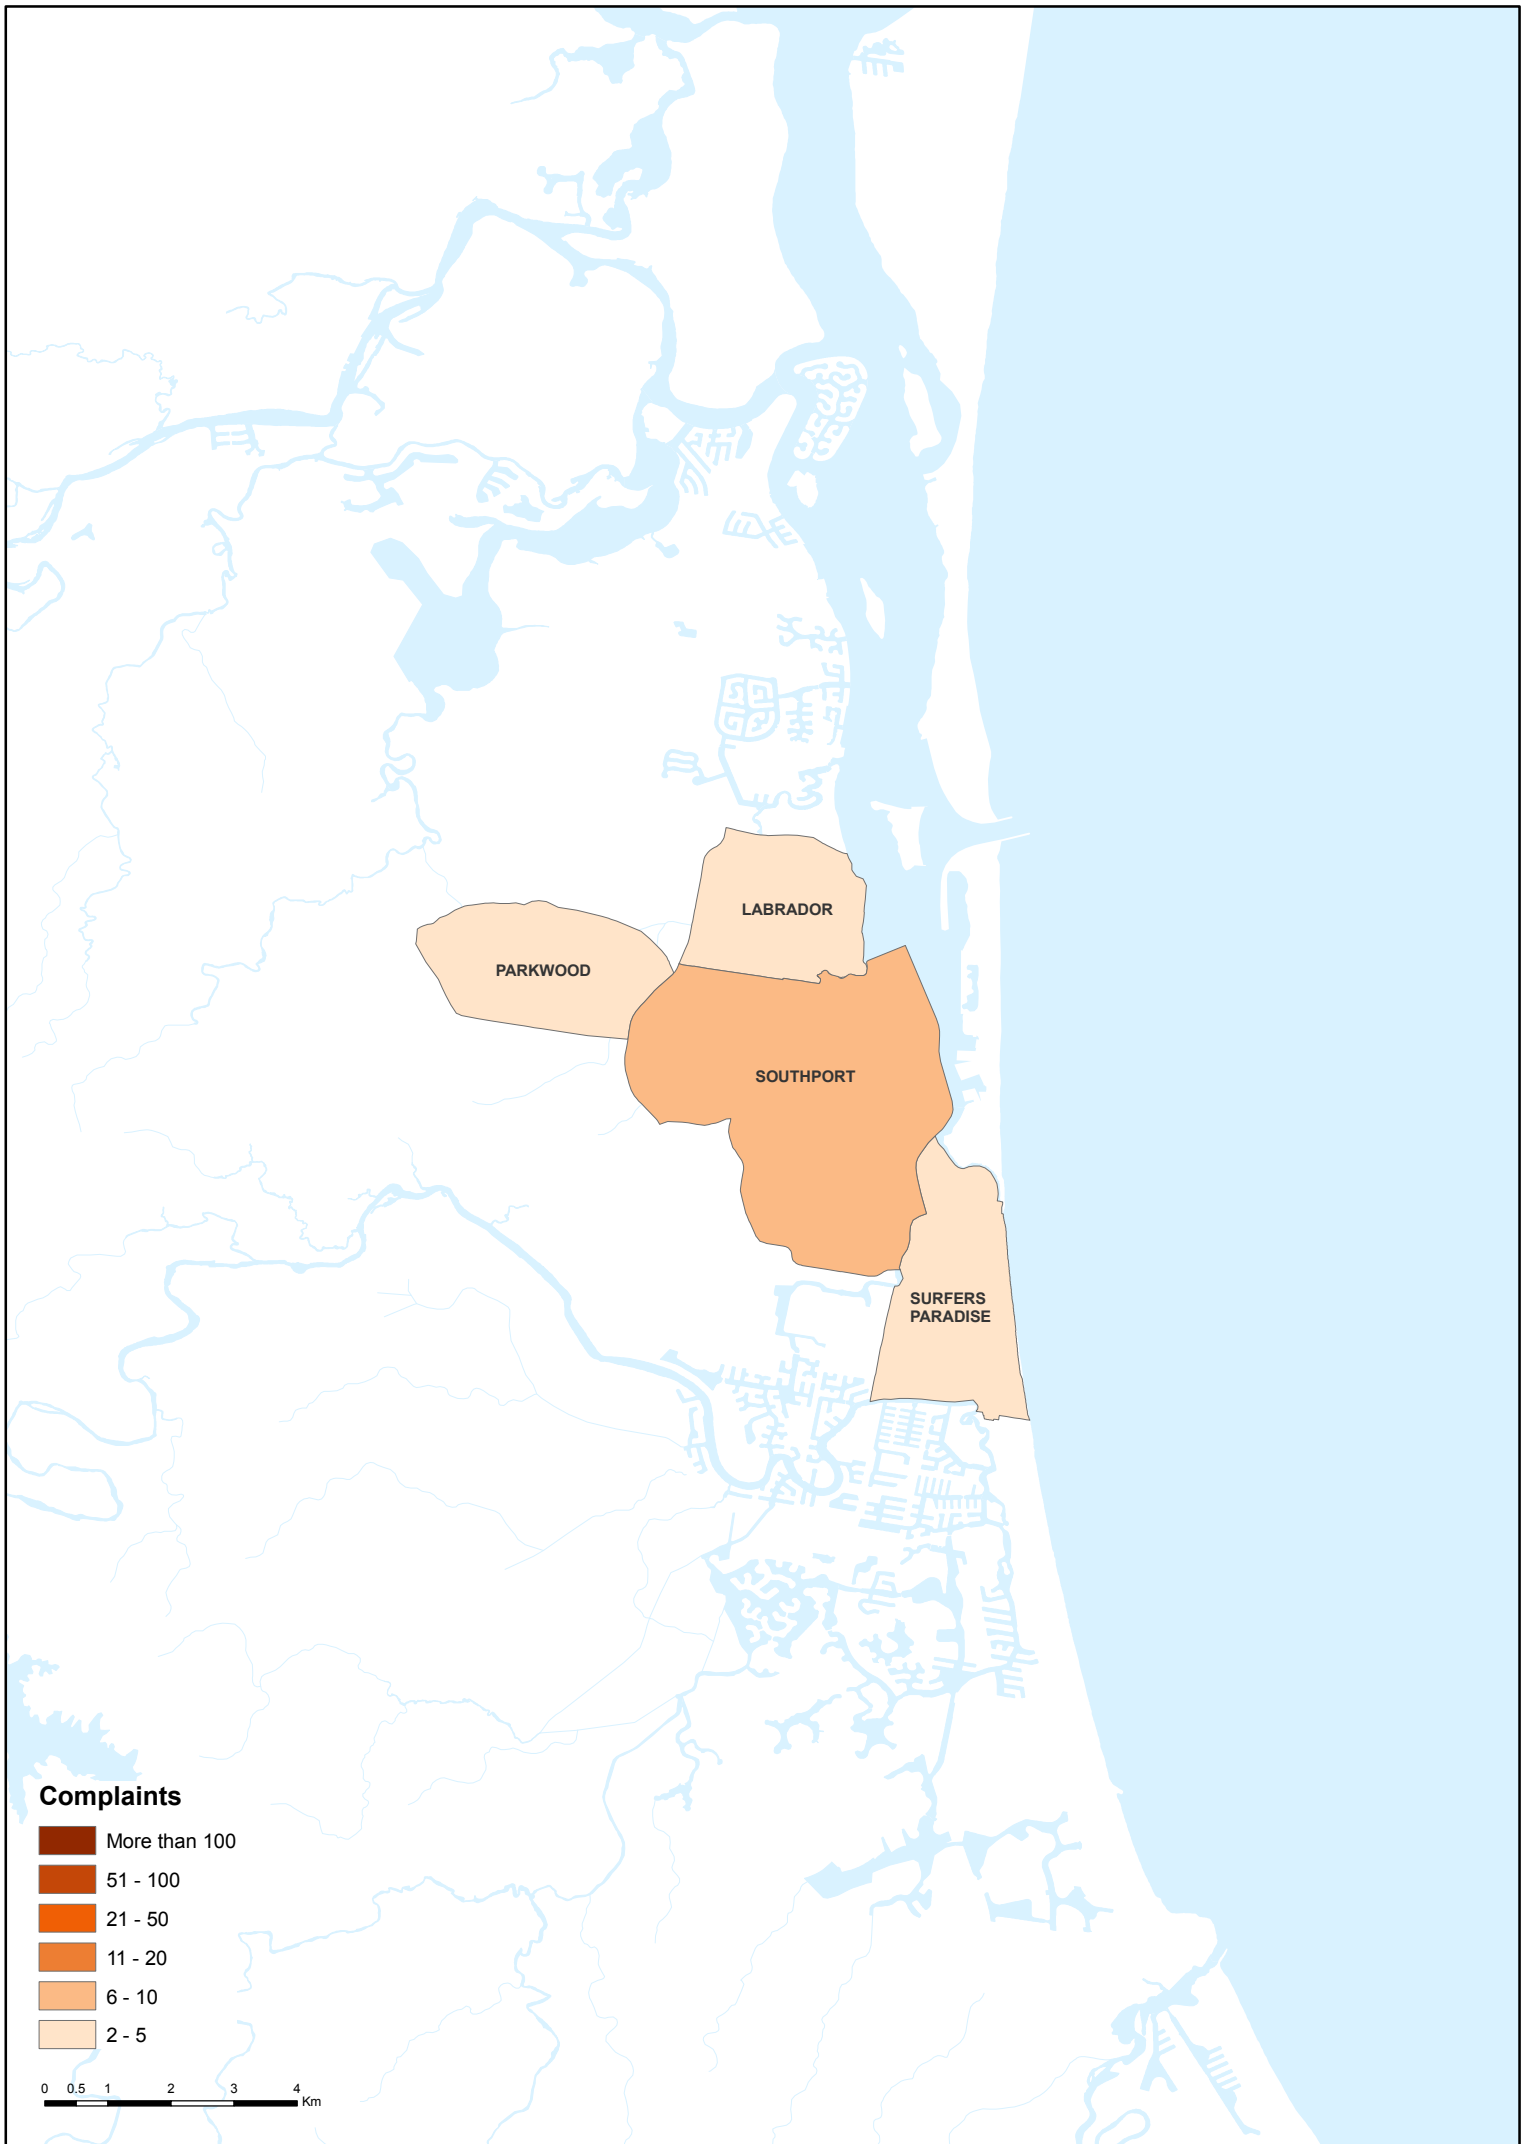 LABRADOR
PARKWOOD
SOUTHPORT
SURFERS
PARADISE
Complaints
More than 100
51 - 100
21 - 50
11 - 20
6 - 10
2 - 5
0 0.5 1 2 3 4
Km